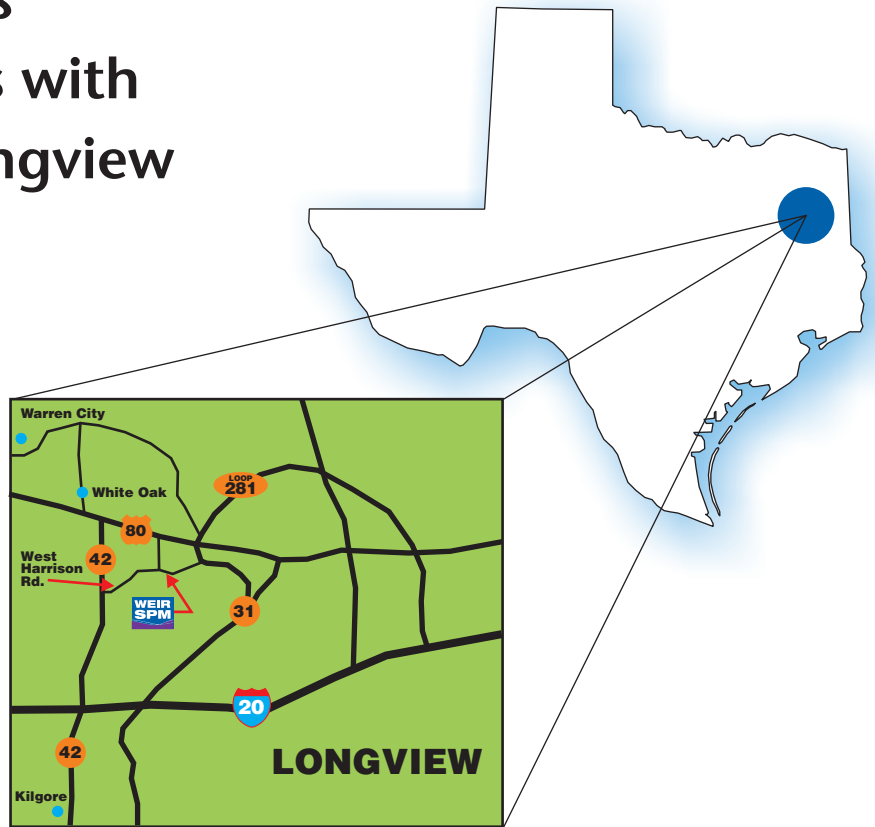 s with
ngview
Warren City
White Oak
LOOP
281
80
West
Harrison
Rd.
42
WEIR
SPM
31
20
42
LONGVIEW
Kilgore